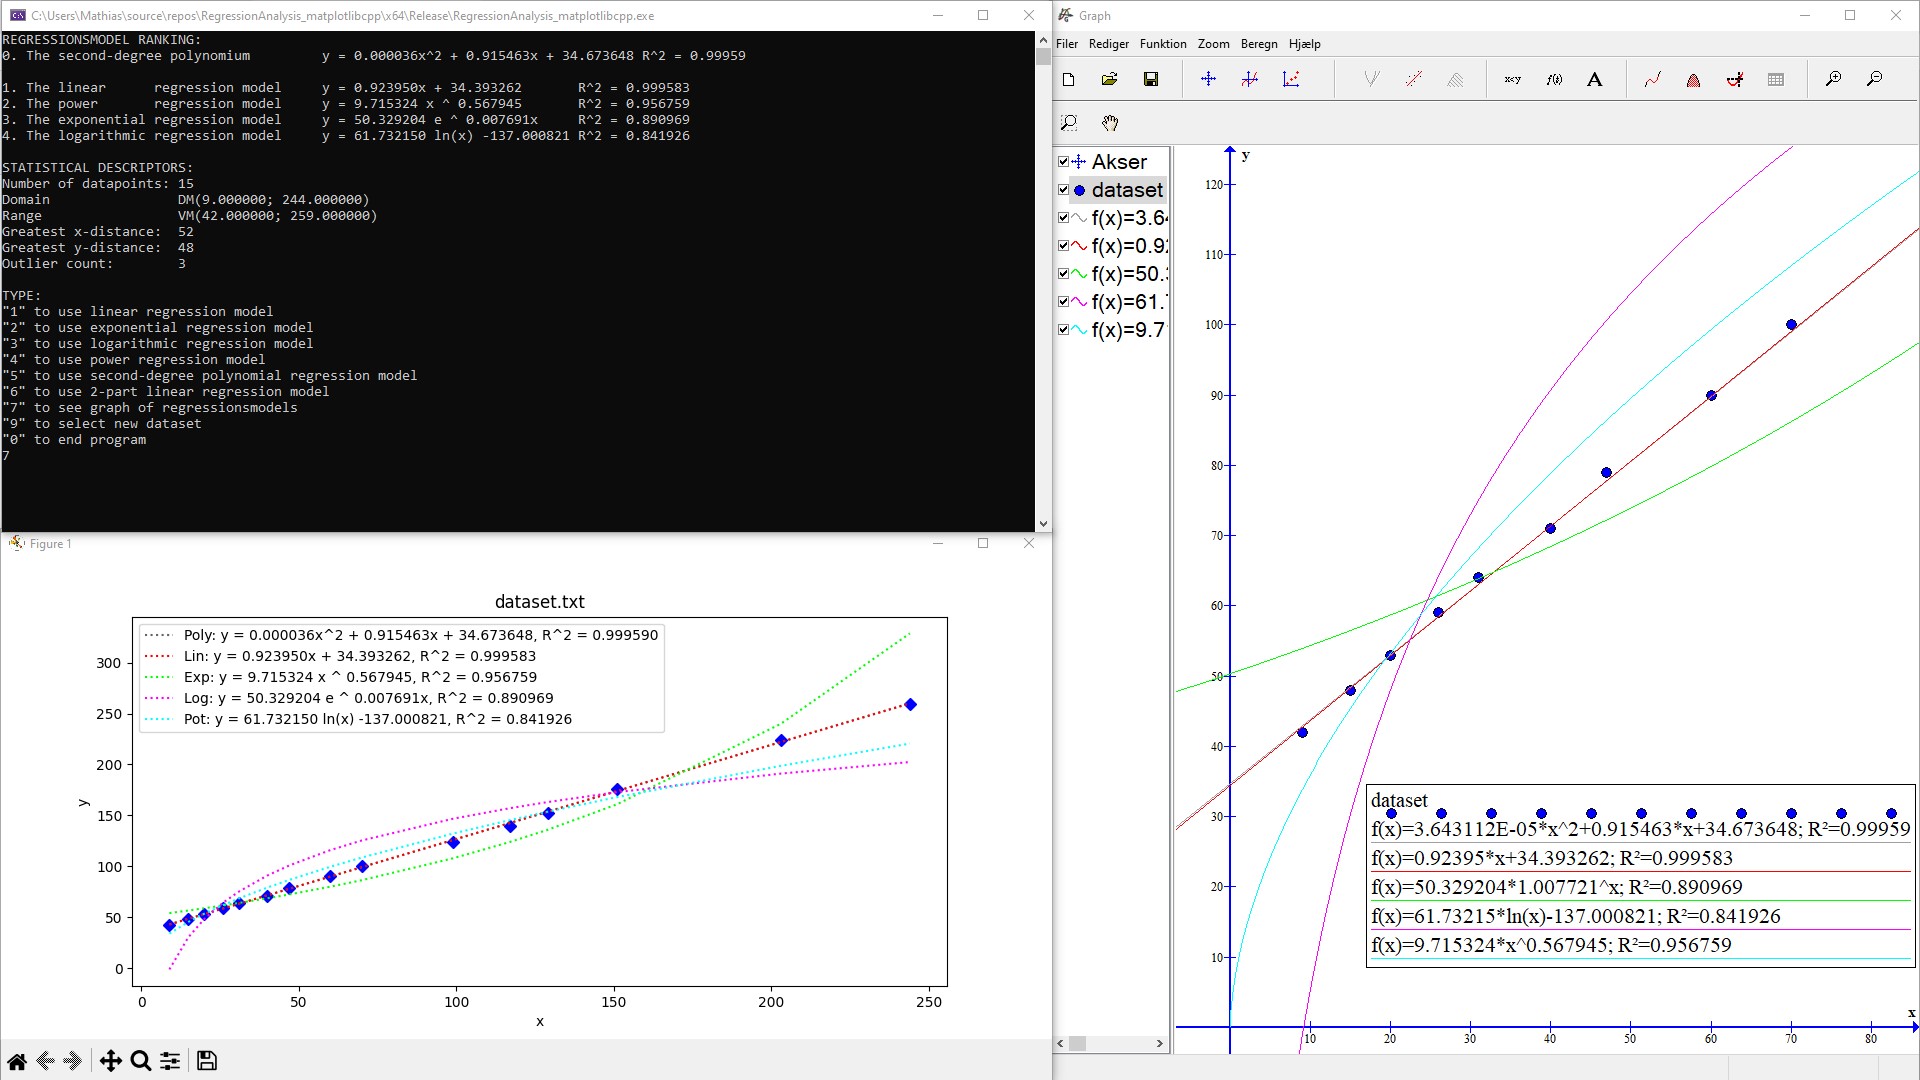 C:\Users\Mathias\source\repos\RegressionAnalysis_matplotlibcpp\x64\Release\RegressionAnalysis_matplotlibcpp.exe
REGRESSIONSMODEL RANKING:
0. The second-degree polynomium y = 0.000036x^2 + 0.915463x + 34.673648 R^2 = 0.99959
1. The linear regression model y = 0.923950x + 34.393262 R^2 = 0.999583
2. The power regression model y = 9.715324 x ^ 0.567945 R^2 = 0.956759
3. The exponential regression model y = 50.329204 e ^ 0.007691x R^2 = 0.890969
4. The logarithmic regression model y = 61.732150 ln(x) -137.000821 R^2 = 0.841926
STATISTICAL DESCRIPTORS:
Number of datapoints: 15
Domain DM(9.000000; 244.000000)
Range VM(42.000000; 259.000000)
Greatest x-distance: 52
Greatest y-distance: 48
Outlier count: 3
TYPE:
"1" to use linear regression model
"2" to use exponential regression model
"3" to use logarithmic regression model
"4" to use power regression model
"5" to use second-degree polynomial regression model
"6" to use 2-part linear regression model
"7" to see graph of regressionsmodels
"9" to select new dataset
"0" to end program
7
Figure 1
dataset.txt
Poly: y = 0.000036x^2 + 0.915463x + 34.673648, R^2 = 0.999590
Lin: y = 0.923950x + 34.393262, R^2 = 0.999583
Exp: y = 9.715324 x ^ 0.567945, R^2 = 0.956759
Log: y = 50.329204 e ^ 0.007691x, R^2 = 0.890969
Pot: y = 61.732150 ln(x) -137.000821, R^2 = 0.841926
300
250
200
150
100
50
0
y
0 50 100 150 200 250
x
Graph
Filer Rediger Funktion Zoom Beregn Hjælp
x<y f(x) A
Akser
dataset
f(x)=3.64
f(x)=0.92
f(x)=50.3
f(x)=61.7
f(x)=9.7
y
120
110
100
90
80
70
60
50
40
30
20
10
dataset
f(x)=3.643112E-05*x^2+0.915463*x+34.673648; R²=0.99959
f(x)=0.92395*x+34.393262; R²=0.999583
f(x)=50.329204*1.007721^x; R²=0.890969
f(x)=61.73215*ln(x)-137.000821; R²=0.841926
f(x)=9.715324*x^0.567945; R²=0.956759
x
10 20 30 40 50 60 70 80